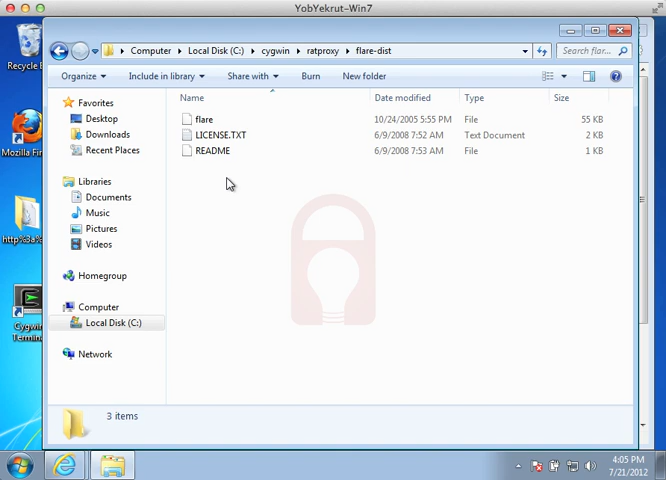 YobYekrut-Win7
Computer
Local Disk (C:)
cygwin
ratproxy
flare-dist
Search flar...
Organize
Include in library
Share with
Burn
New folder
Name
Date modified
Type
Size
flare
10/24/2005 5:55 PM
File
55 KB
LICENSE.TXT
6/9/2008 7:52 AM
Text Document
2 KB
README
6/9/2008 7:53 AM
File
1 KB
Favorites
Desktop
Downloads
Recent Places
Libraries
Documents
Music
Pictures
Videos
Homegroup
Computer
Local Disk (C:)
Network
3 items
Recycle
Mozilla Fir
http%3a%
Cygwin
Termin
4:05 PM
7/21/2012